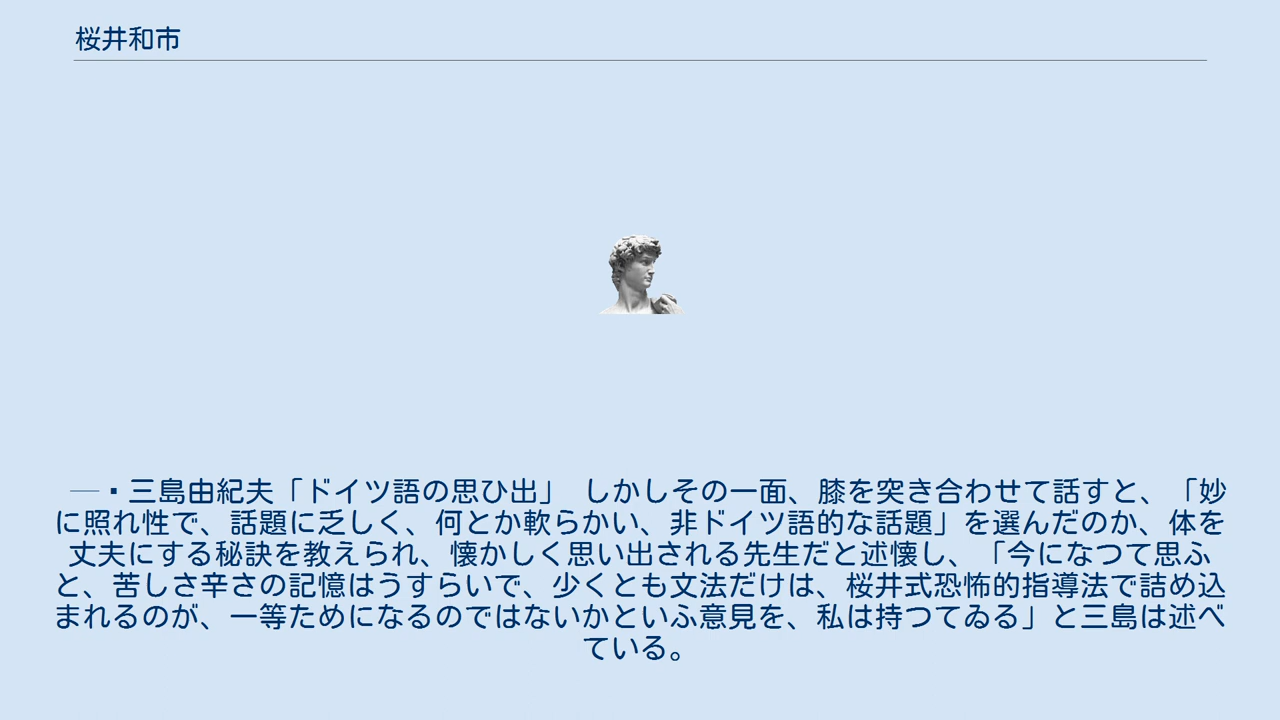 桜井和市
―▪三島由紀夫「ドイツ語の思ひ出」 しかしその一面、膝を突き合わせて話すと、「妙
に照れ性で、話題に乏しく、何とか軟らかい、非ドイツ語的な話題」を選んだのか、体を
丈夫にする秘訣を教えられ、懐かしく思い出される先生だと述懐し、「今になつて思ふ
と、苦しさ辛さの記憶はうすらいで、少くとも文法だけは、桜井式恐怖的指導法で詰め込
まれるのが、一等ためになるのではないかといふ意見を、私は持つてゐる」と三島は述べ
ている。